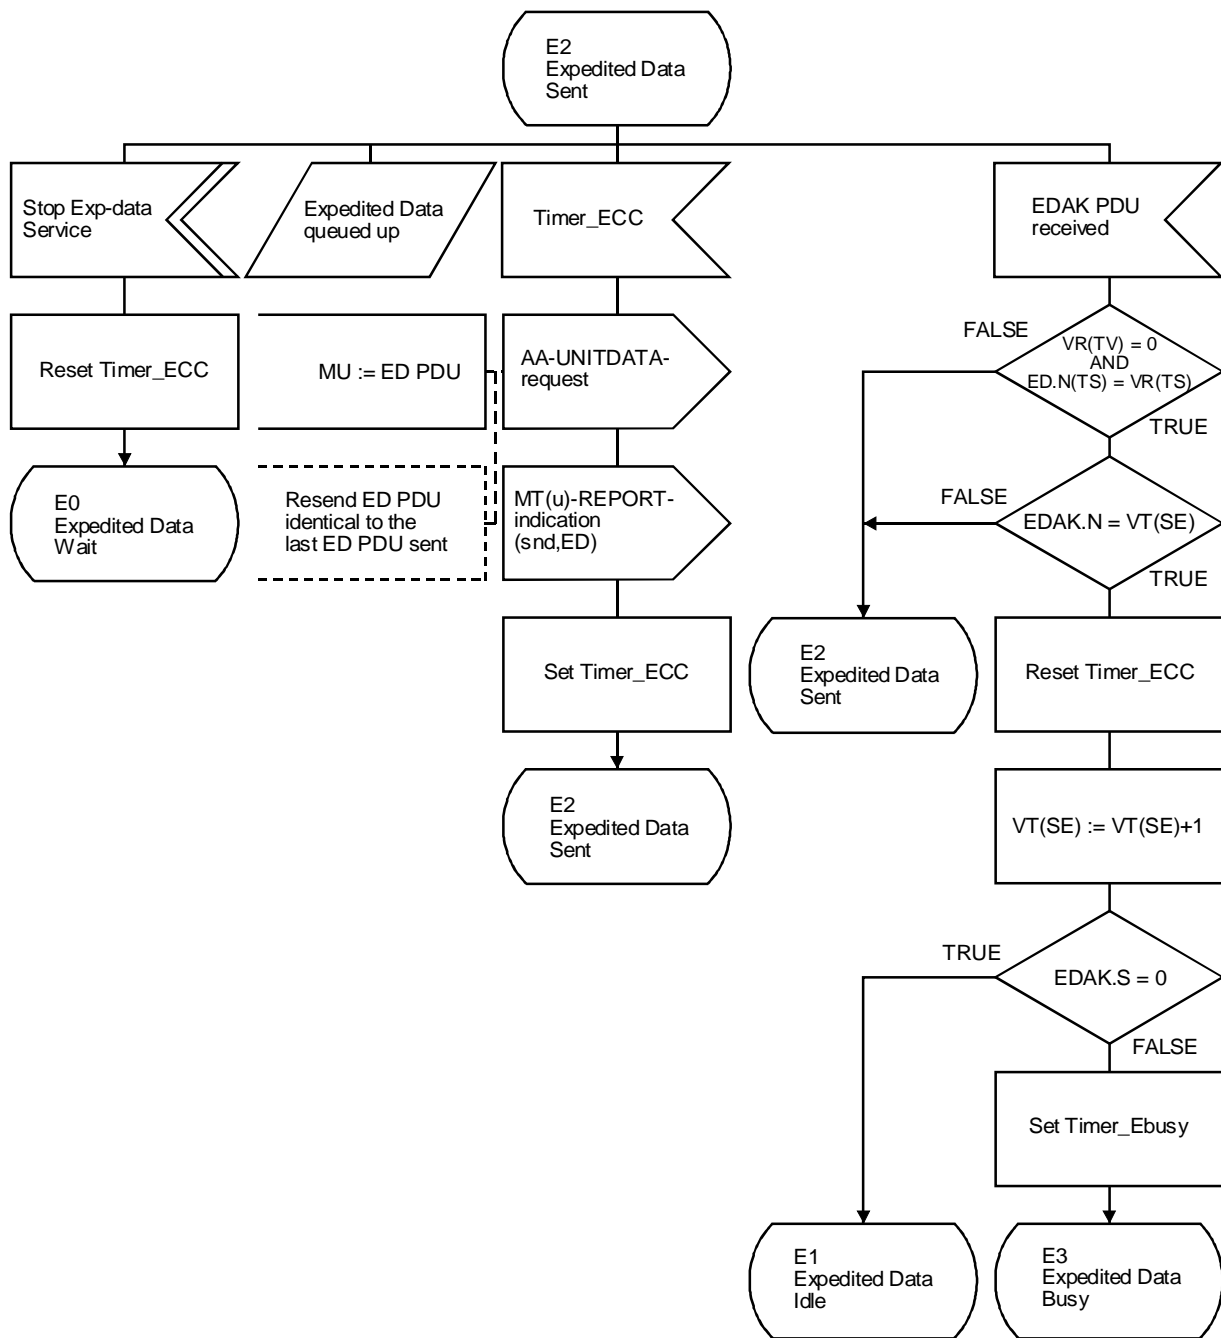 E2
Expedited Data
Sent
Stop Exp-data
Service
Expedited Data
queued up
Timer_ECC
EDAK PDU
received
Reset Timer_ECC
MU := ED PDU
AA-UNITDATA-
request
FALSE
VR(TV) = 0
AND
ED.N(TS) = VR(TS)
TRUE
E0
Expedited Data
Wait
Resend ED PDU
identical to the
last ED PDU sent
MT(u)-REPORT-
indication
(snd,ED)
FALSE
EDAK.N = VT(SE)
TRUE
Set Timer_ECC
E2
Expedited Data
Sent
Reset Timer_ECC
E2
Expedited Data
Sent
VT(SE) := VT(SE)+1
TRUE
EDAK.S = 0
FALSE
Set Timer_Ebusy
E1
Expedited Data
Idle
E3
Expedited Data
Busy